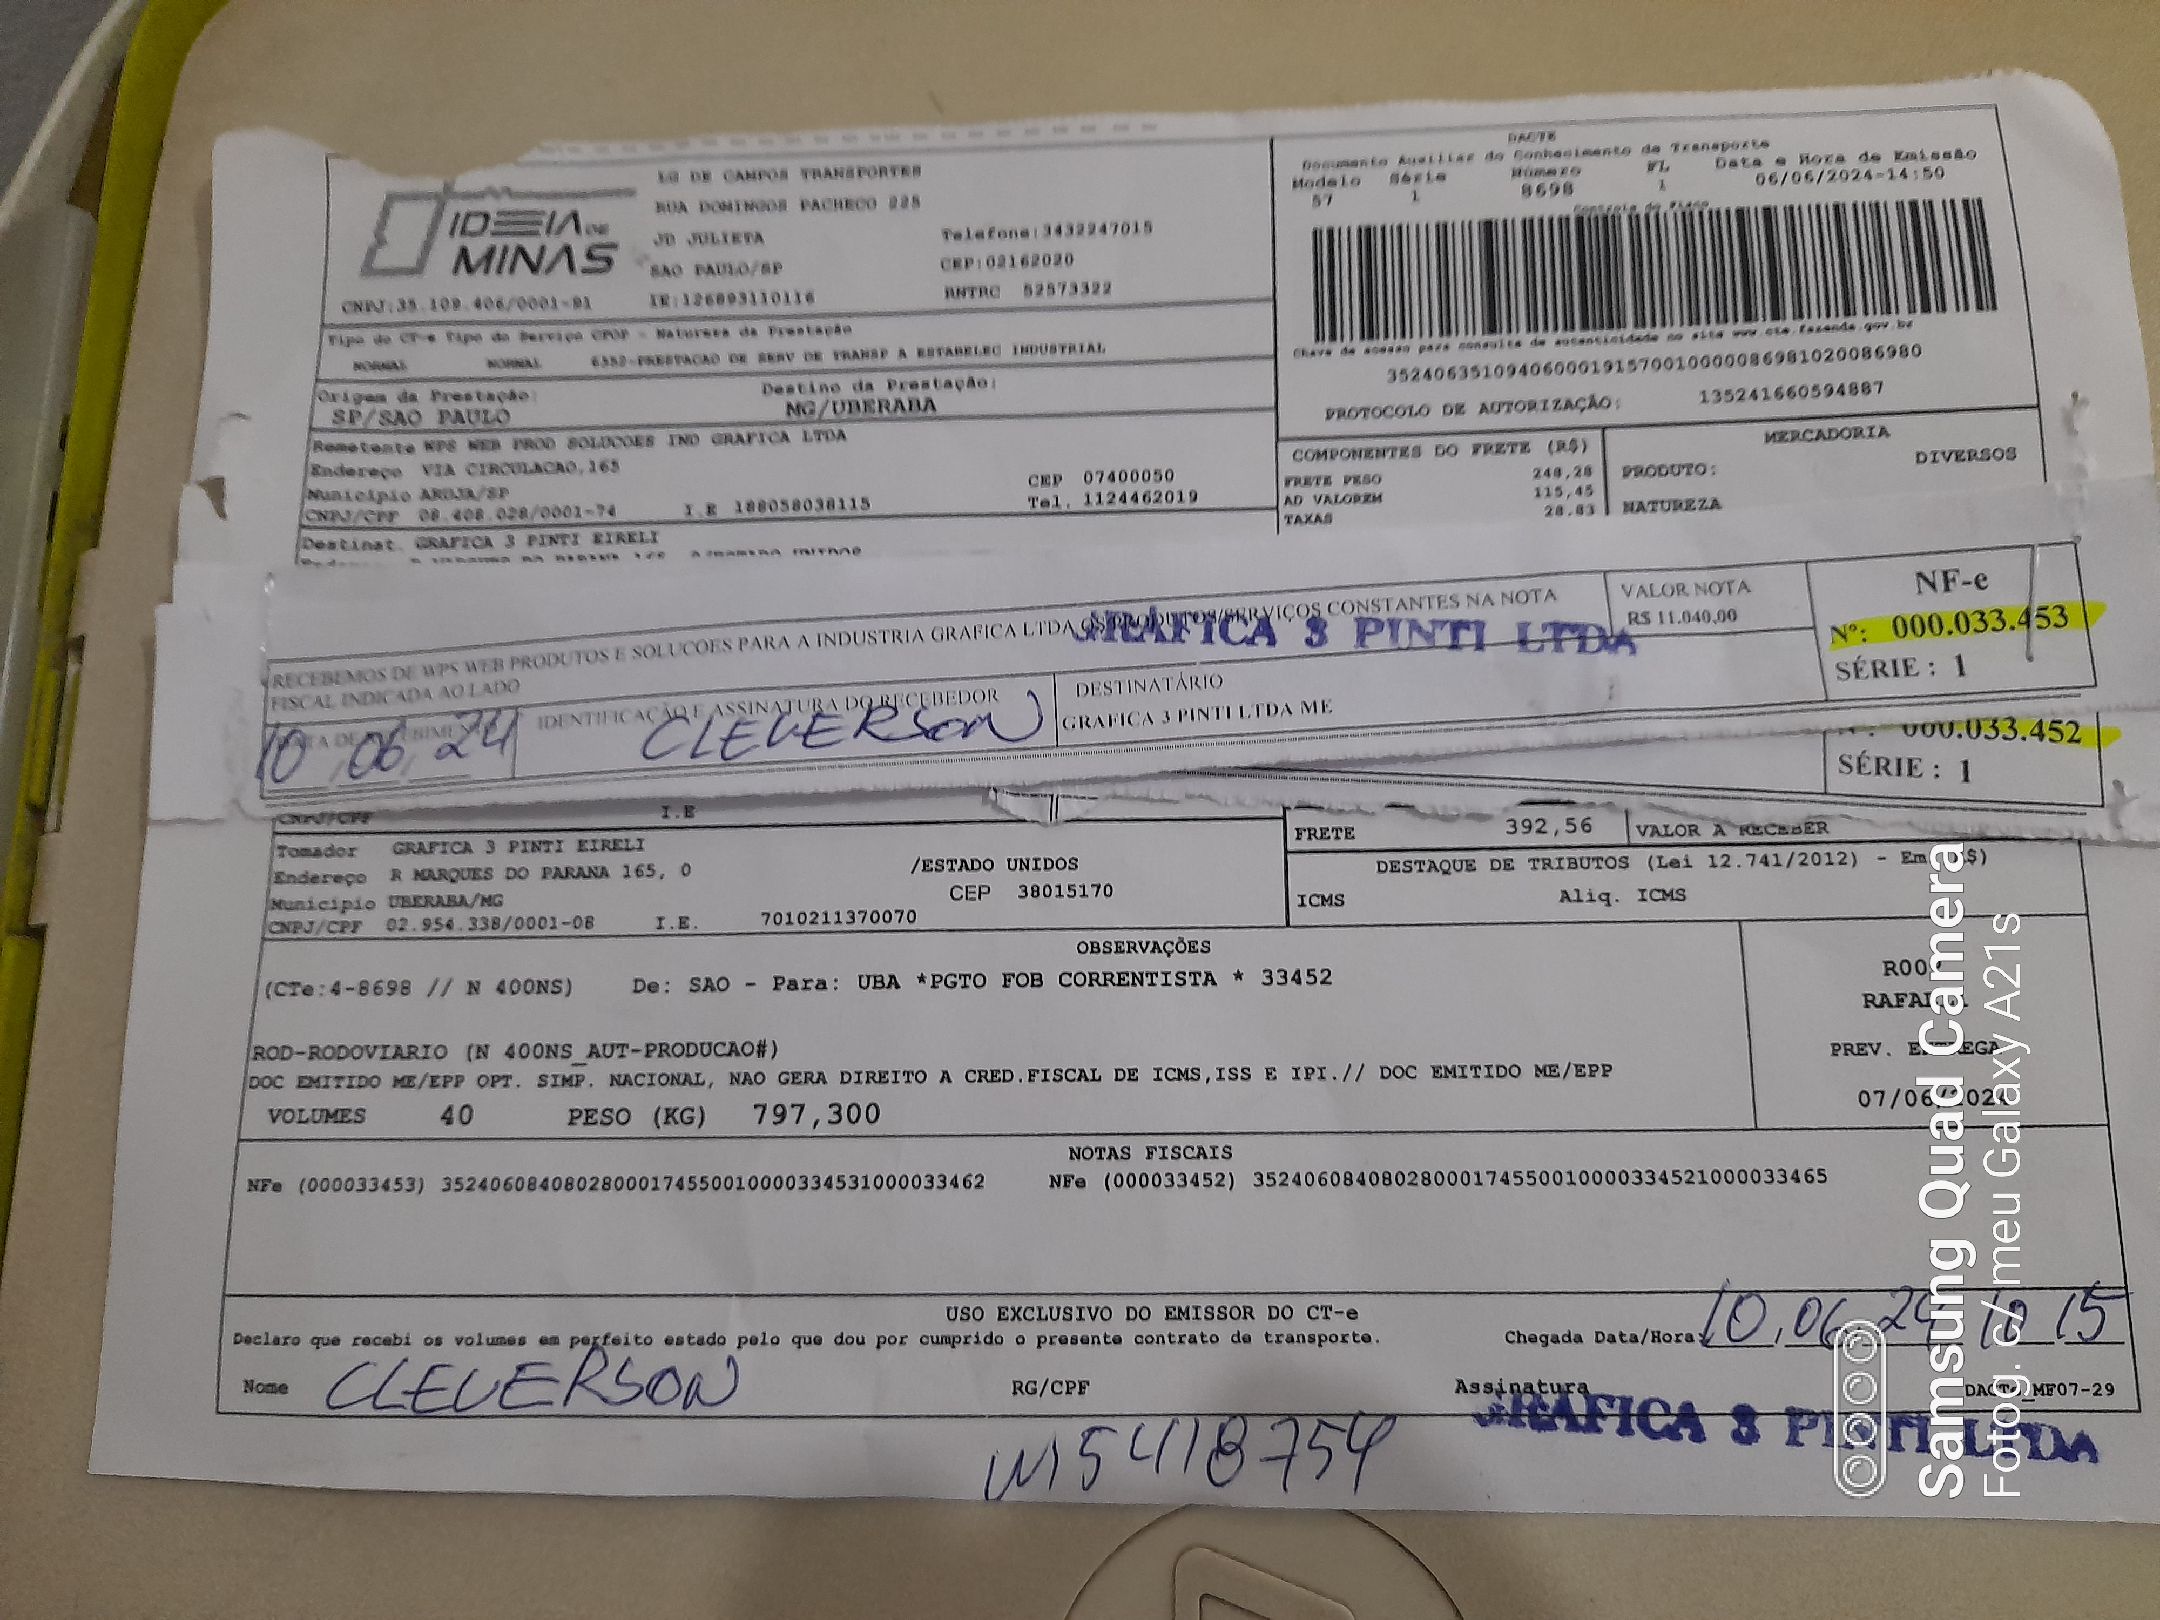 DACTE
Documento Auxiliar do Conhecimento de Transporte
Modelo Série Número FL Data e Hora de Emissão
57 1 8698 1 06/06/2024-14:50
Controle do Fisco
IDEIA DE
MINAS
LG DE CAMPOS TRANSPORTES
RUA DOMINGOS PACHECO 225
JD JULIETA Telefone:3432247015
SAO PAULO/SP CEP:02162020
CNPJ:35.109.406/0001-91 IE:126893110116 RNTRC 52573322
Tipo do CT-e Tipo do Serviço CFOP - Natureza da Prestação
NORMAL NORMAL 6352-PRESTACAO DE SERV DE TRANSP A ESTABELEC INDUSTRIAL
Chave de acesso para consulta de autenticidade no site www.cte.fazenda.gov.br
35240635109406000191570010000086981020086980
PROTOCOLO DE AUTORIZAÇÃO: 135241660594887
Origem da Prestação: Destino da Prestação:
SP/SAO PAULO MG/UBERABA
Remetente WPS WEB PROD SOLUCOES IND GRAFICA LTDA
Endereço VIA CIRCULACAO,165
Município ARUJA/SP CEP 07400050
CNPJ/CPF 08.408.028/0001-74 I.E 188058038115 Tel. 1124462019
Destinat. GRAFICA 3 PINTI EIRELI
COMPONENTES DO FRETE (R$)
FRETE PESO 248,28
AD VALOREM 115,45
TAXAS 28,83
MERCADORIA
PRODUTO: DIVERSOS
NATUREZA
RECEBEMOS DE WPS WEB PRODUTOS E SOLUCOES PARA A INDUSTRIA GRAFICA LTDA OS PRODUTOS/SERVIÇOS CONSTANTES NA NOTA
FISCAL INDICADA AO LADO
GRÁFICA 3 PINTI LTDA
VALOR NOTA
R$ 11.040,00
NF-e
Nº: 000.033.453
SÉRIE : 1
10 06 24
IDENTIFICAÇÃO E ASSINATURA DO RECEBEDOR
CLEVERSON
DESTINATÁRIO
GRAFICA 3 PINTI LTDA ME
000.033.452
SÉRIE : 1
CNPJ/CPF I.E
FRETE 392,56 VALOR A RECEBER
Tomador GRAFICA 3 PINTI EIRELI
Endereço R MARQUES DO PARANA 165, 0 /ESTADO UNIDOS
Município UBERABA/MG CEP 38015170
CNPJ/CPF 02.954.338/0001-08 I.E. 7010211370070
DESTAQUE DE TRIBUTOS (Lei 12.741/2012) - Em
ICMS Aliq. ICMS
OBSERVAÇÕES
(CTe:4-8698 // N 400NS) De: SAO - Para: UBA *PGTO FOB CORRENTISTA * 33452
ROD-RODOVIARIO (N 400NS_AUT-PRODUCAO#)
DOC EMITIDO ME/EPP OPT. SIMP. NACIONAL, NAO GERA DIREITO A CRED.FISCAL DE ICMS,ISS E IPI.// DOC EMITIDO ME/EPP
VOLUMES 40 PESO (KG) 797,300
PREV. ENTREGA
07/06/2024
NOTAS FISCAIS
NFe (000033453) 35240608408028000174550010000334531000033462 NFe (000033452) 35240608408028000174550010000334521000033465
USO EXCLUSIVO DO EMISSOR DO CT-e
Declaro que recebi os volumes em perfeito estado pelo que dou por cumprido o presente contrato de transporte. Chegada Data/Hora: 10,06,24 10 15
Nome CLEVERSON RG/CPF Assinatura
GRÁFICA 3 PINTI LTDA
5418754
Samsung Quad Camera
Fotog. c/ meu Galaxy A21s